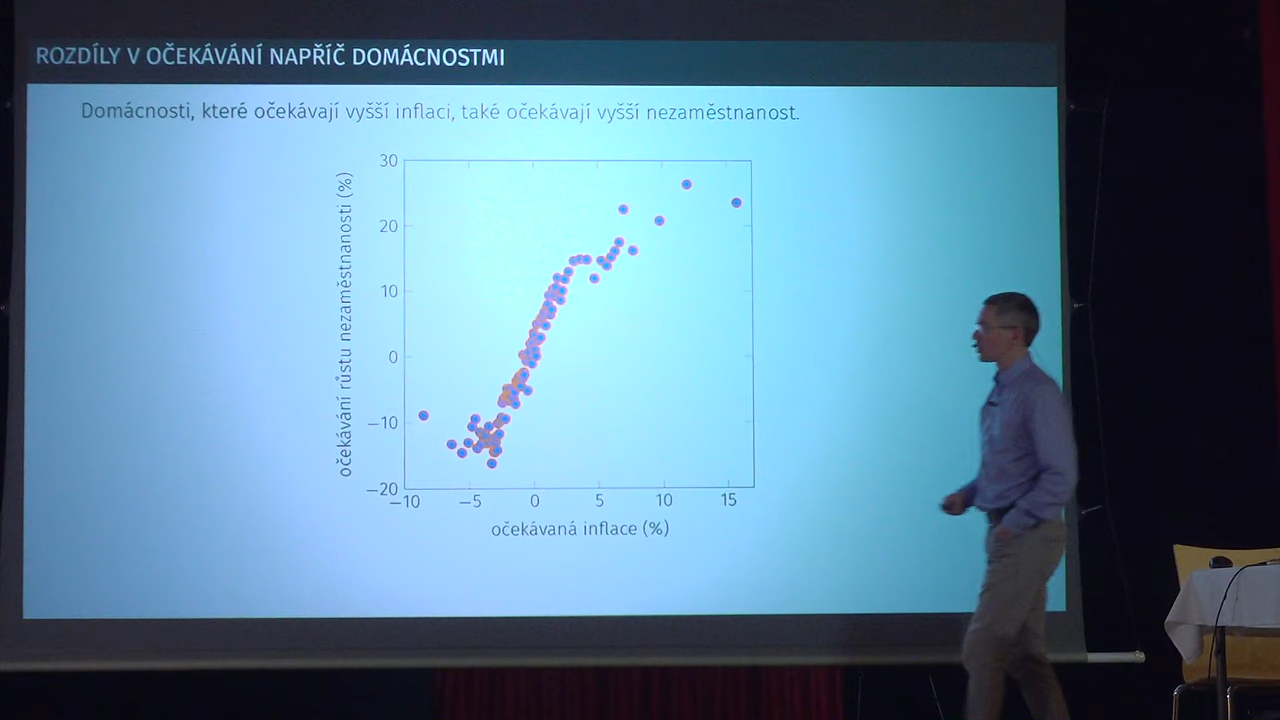 ROZDÍLY V OČEKÁVÁNÍ NAPŘÍČ DOMÁCNOSTMI
Domácnosti, které očekávají vyšší inflaci, také očekávají vyšší nezaměstnanost.
očekávání růstu nezaměstnanosti (%)
30
20
10
0
−10
−20
−10 −5 0 5 10 15
očekávaná inflace (%)